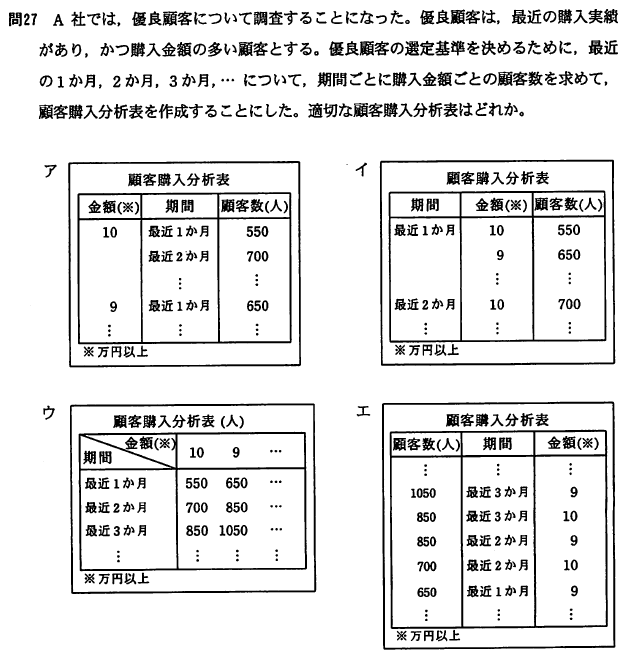 問27 A 社では，優良顧客について調査することになった。優良顧客は，最近の購入実績
があり，かつ購入金額の多い顧客とする。優良顧客の選定基準を決めるために，最近
の1か月，2か月，3か月，… について，期間ごとに購入金額ごとの顧客数を求めて，
顧客購入分析表を作成することにした。適切な顧客購入分析表はどれか。
ア
顧客購入分析表
金額(※) 期間 顧客数(人)
10 最近1か月 550
最近2か月 700
⋮ ⋮
9 最近1か月 650
⋮ ⋮ ⋮
※万円以上
イ
顧客購入分析表
期間 金額(※) 顧客数(人)
最近1か月 10 550
9 650
⋮ ⋮
最近2か月 10 700
⋮ ⋮ ⋮
※万円以上
ウ
顧客購入分析表 (人)
金額(※) 10 9 …
期間
最近1か月 550 650 …
最近2か月 700 850 …
最近3か月 850 1050 …
⋮ ⋮ ⋮ ⋮
※万円以上
エ
顧客購入分析表
顧客数(人) 期間 金額(※)
⋮ ⋮ ⋮
1050 最近3か月 9
850 最近3か月 10
850 最近2か月 9
700 最近2か月 10
650 最近1か月 9
⋮ ⋮ ⋮
※万円以上